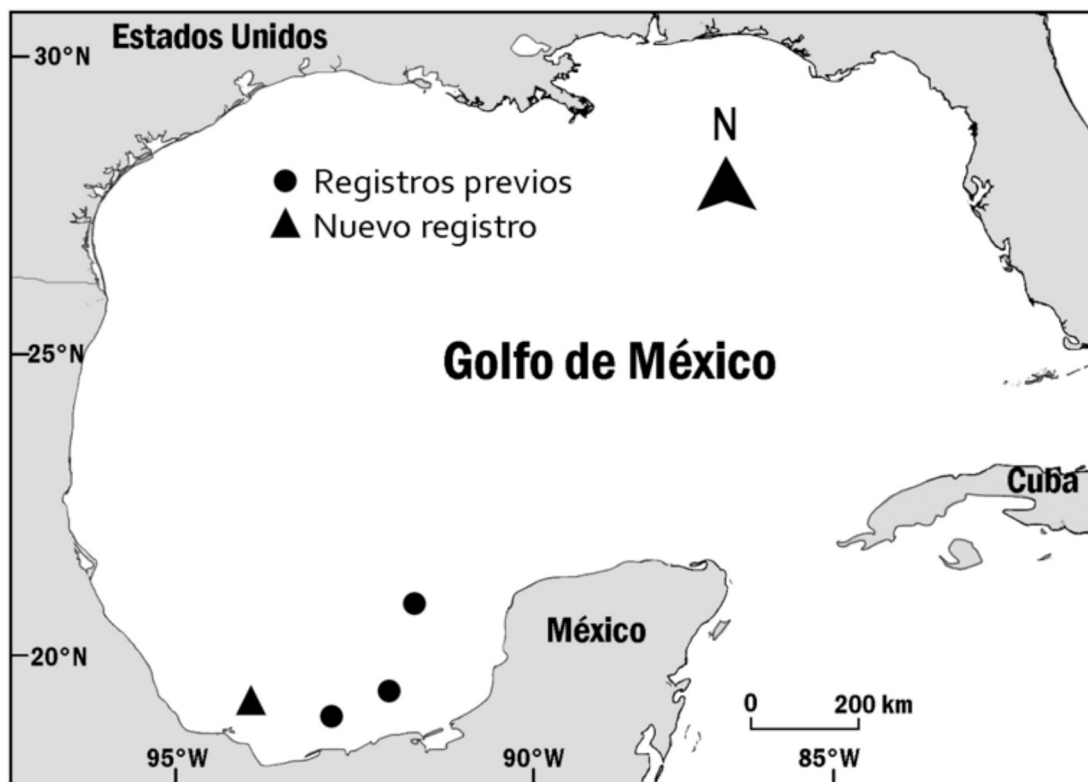 Estados Unidos
30°N
N
Registros previos
Nuevo registro
25°N
Golfo de México
Cuba
México
20°N
0 200 km
95°W 90°W 85°W